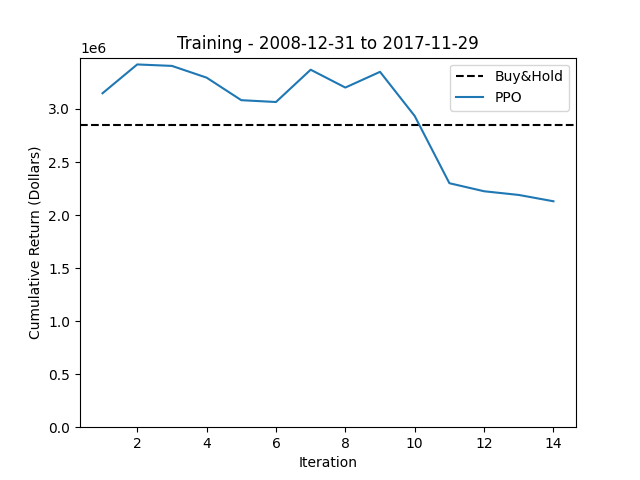 Training - 2008-12-31 to 2017-11-29
1e6
Buy&Hold
PPO
3.0
2.5
2.0
1.5
1.0
0.5
0.0
Cumulative Return (Dollars)
2 4 6 8 10 12 14
Iteration